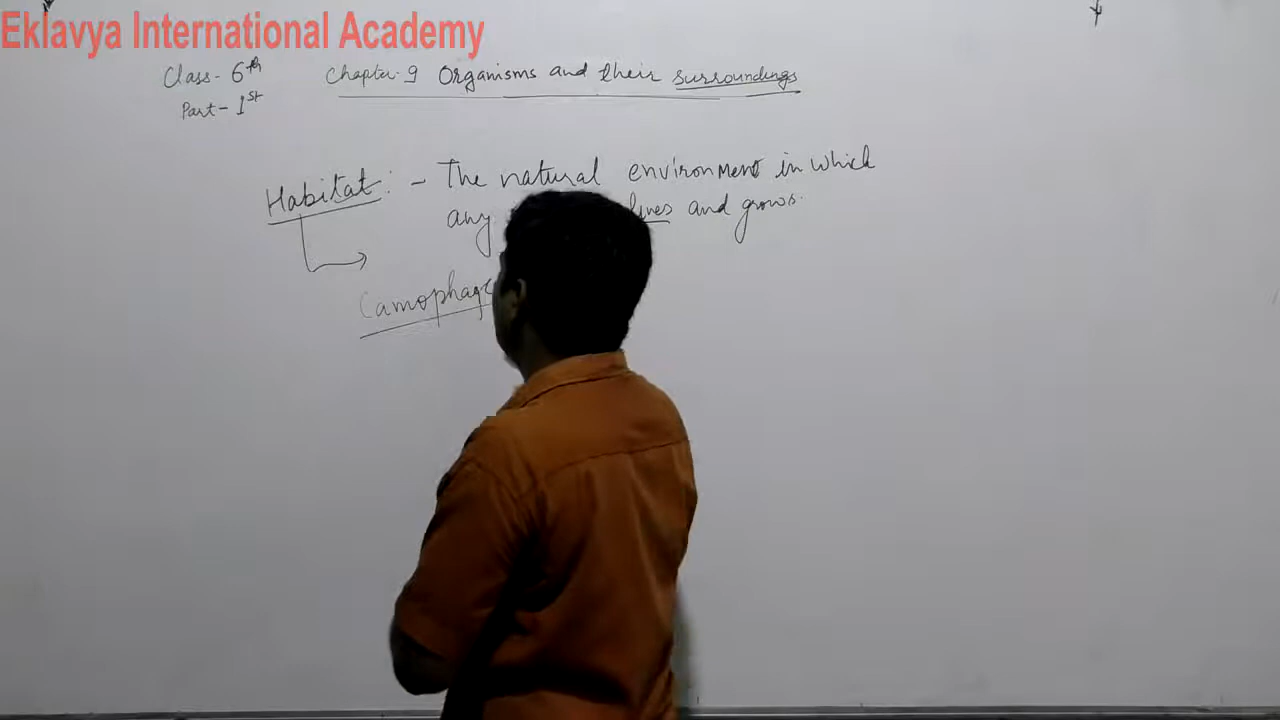 Eklavya International Academy
Class- 6th Chapter-9 Organisms and their surroundings
Part- 1st
Habitat:- The natural environment in which
any lives and grows.
Camophage